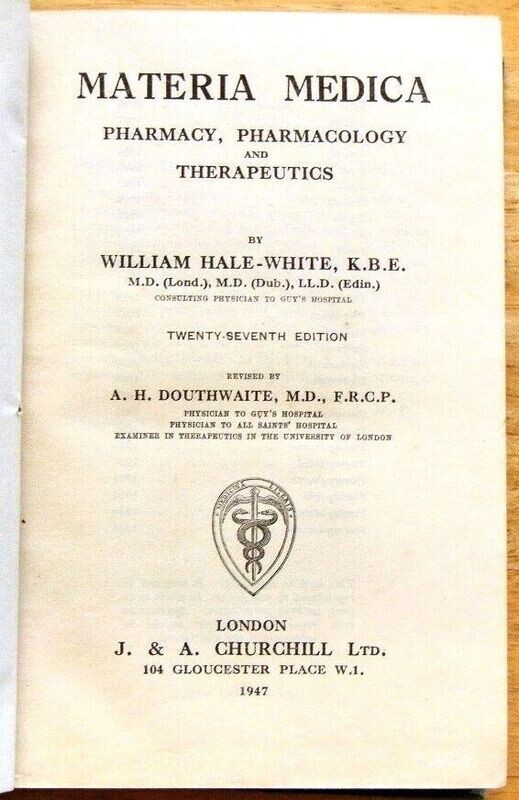 MATERIA MEDICA
PHARMACY, PHARMACOLOGY
AND
THERAPEUTICS
BY
WILLIAM HALE-WHITE, K.B.E.
M.D. (Lond.), M.D. (Dub.), LL.D. (Edin.)
CONSULTING PHYSICIAN TO GUY'S HOSPITAL
TWENTY-SEVENTH EDITION
REVISED BY
A. H. DOUTHWAITE, M.D., F.R.C.P.
PHYSICIAN TO GUY'S HOSPITAL
PHYSICIAN TO ALL SAINTS' HOSPITAL
EXAMINER IN THERAPEUTICS IN THE UNIVERSITY OF LONDON
MEDICINA
LONDON
J. & A. CHURCHILL LTD.
104 GLOUCESTER PLACE W.1.
1947